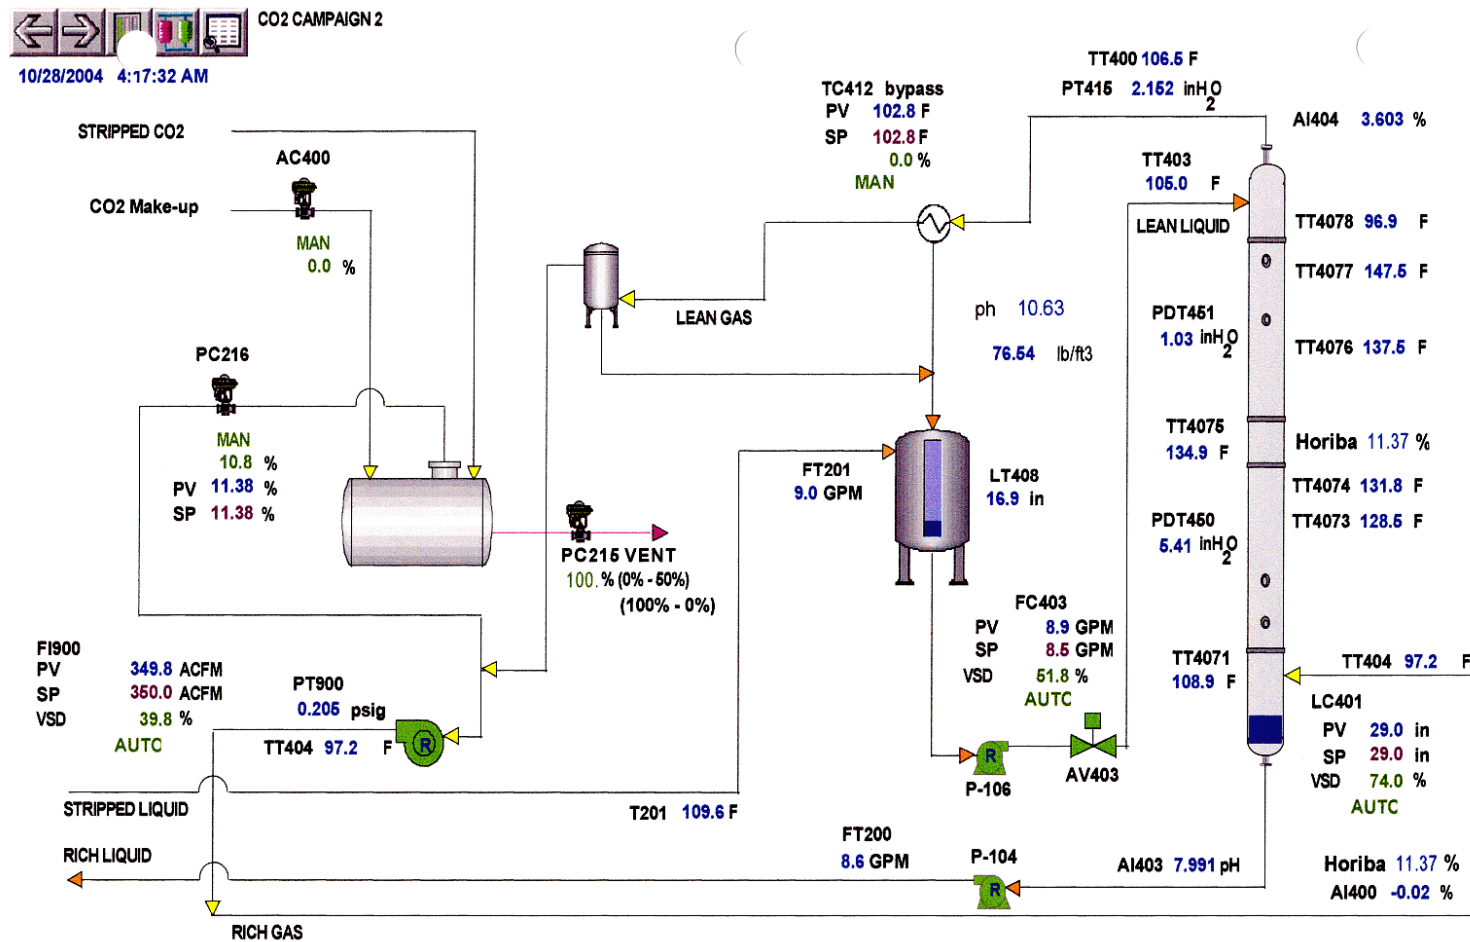 CO2 CAMPAIGN 2
10/28/2004 4:17:32 AM
TT400 106.5 F
PT415 2.152 inH2O
TC412 bypass
PV 102.8 F
SP 102.8 F
0.0 %
MAN
AI404 3.603 %
STRIPPED CO2
AC400
CO2 Make-up
MAN
0.0 %
TT403
105.0 F
LEAN LIQUID
TT4078 96.9 F
TT4077 147.5 F
LEAN GAS
ph 10.63
76.54 lb/ft3
PDT451
1.03 inH2O
TT4076 137.5 F
PC216
MAN
10.8 %
PV 11.38 %
SP 11.38 %
TT4075
134.9 F
Horiba 11.37 %
FT201
9.0 GPM
LT408
16.9 in
TT4074 131.8 F
TT4073 128.5 F
PDT450
5.41 inH2O
PC215 VENT
100. % (0% - 50%)
(100% - 0%)
FC403
PV 8.9 GPM
SP 8.5 GPM
VSD 51.8 %
AUTC
FI900
PV 349.8 ACFM
SP 350.0 ACFM
VSD 39.8 %
AUTC
PT900
0.205 psig
TT404 97.2 F
R
TT4071
108.9 F
TT404 97.2 F
LC401
PV 29.0 in
SP 29.0 in
VSD 74.0 %
AUTC
R
P-106
AV403
STRIPPED LIQUID
T201 109.6 F
RICH LIQUID
FT200
8.6 GPM
P-104
R
AI403 7.991 pH
Horiba 11.37 %
AI400 -0.02 %
RICH GAS